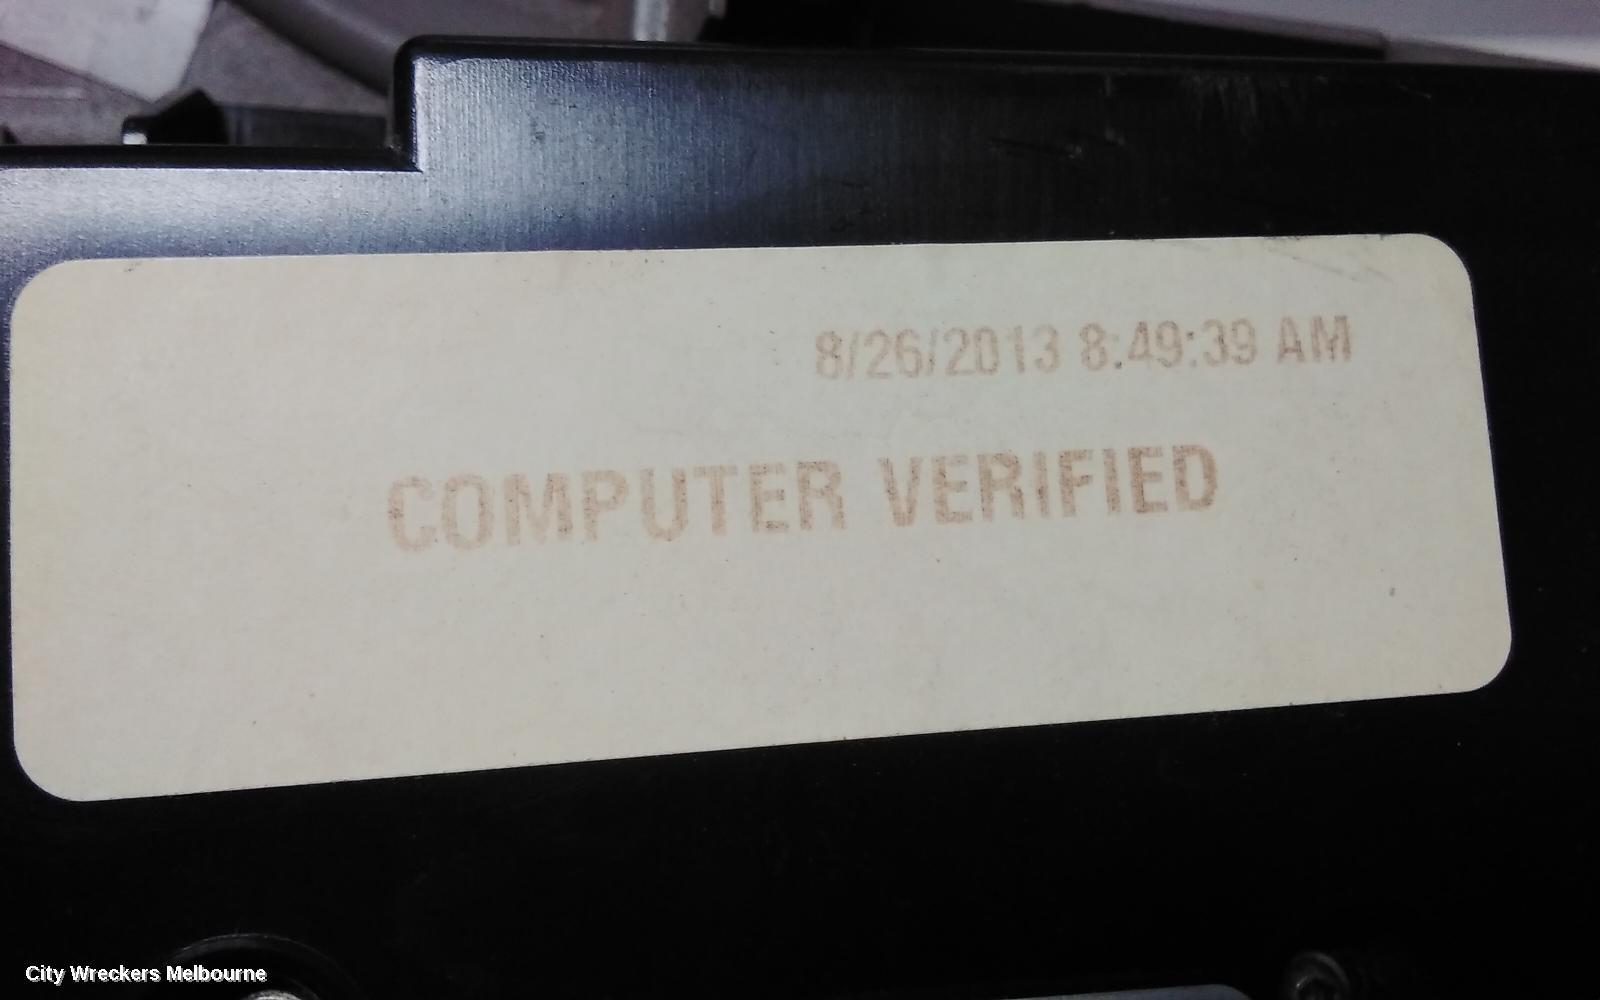 8/26/2013 8:49:39 AM
COMPUTER VERIFIED
City Wreckers Melbourne